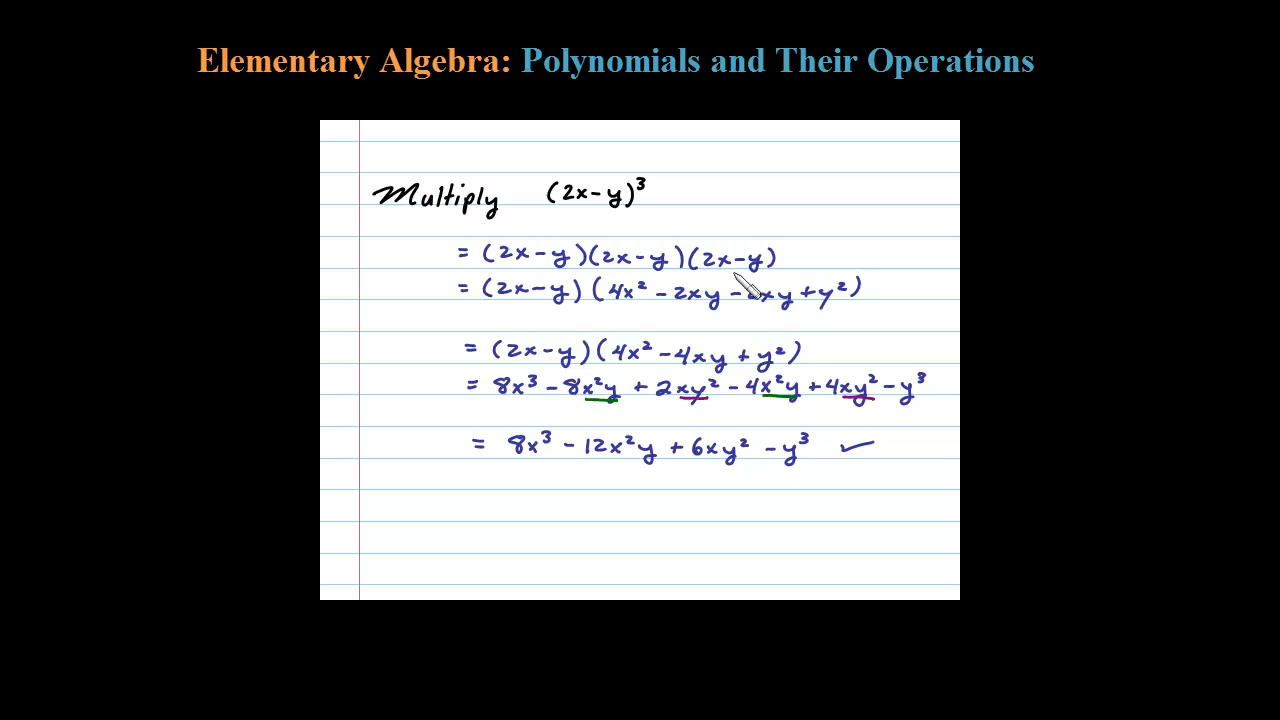 Elementary Algebra: Polynomials and Their Operations
Multiply (2x-y)³
= (2x-y)(2x-y)(2x-y)
= (2x-y)(4x² - 2xy - 2xy + y²)
= (2x-y)(4x² - 4xy + y²)
= 8x³ - 8x²y + 2xy² - 4x²y + 4xy² - y³
= 8x³ - 12x²y + 6xy² - y³ ✓